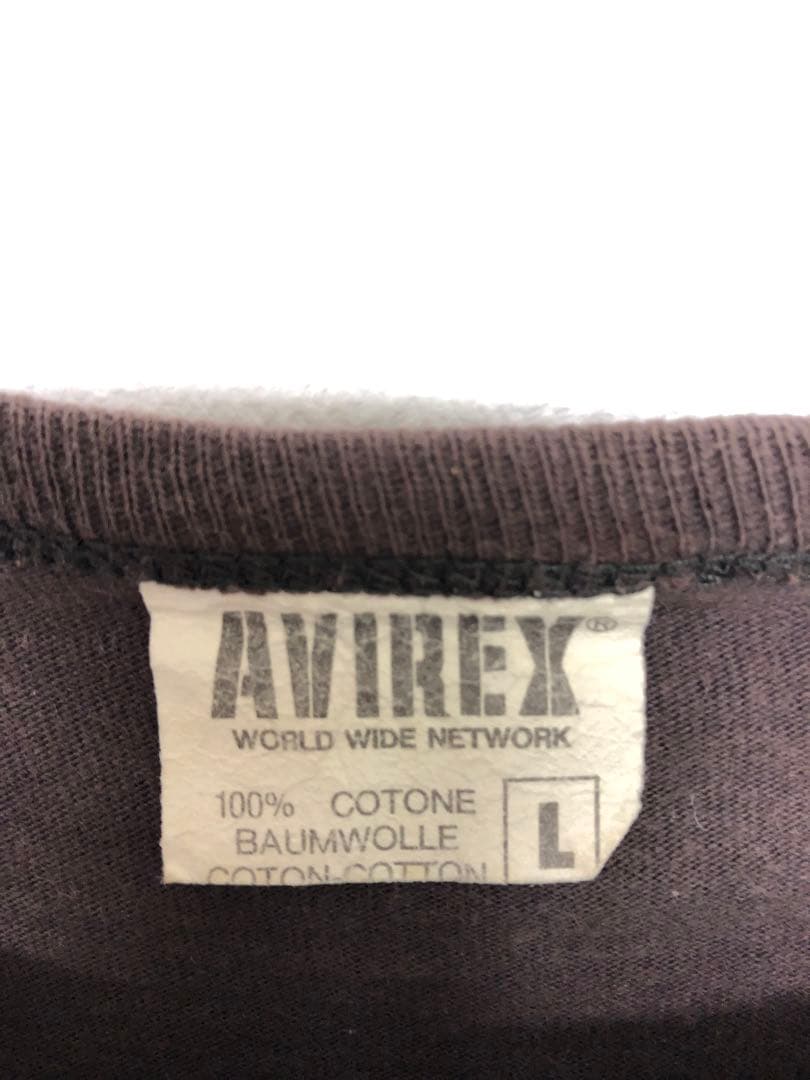 AVIREX®
WORLD WIDE NETWORK
100% COTONE
BAUMWOLLE
COTON-COTTON
L